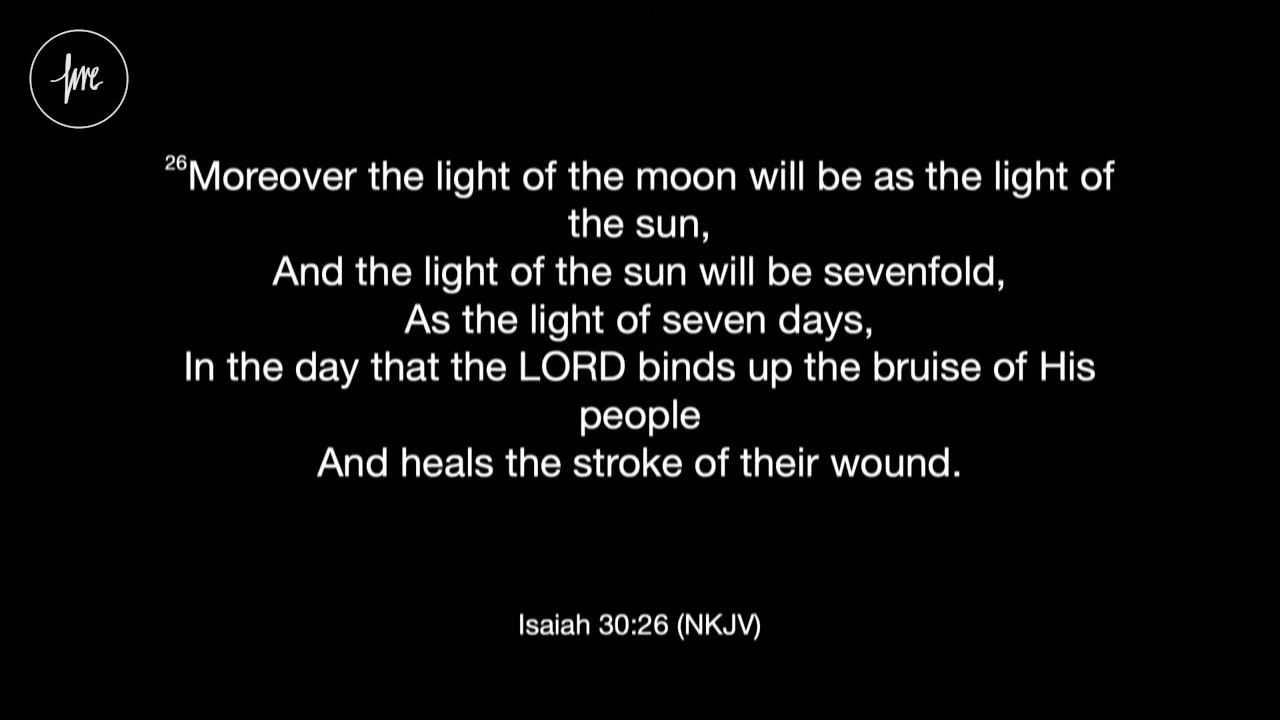 26Moreover the light of the moon will be as the light of
the sun,
And the light of the sun will be sevenfold,
As the light of seven days,
In the day that the LORD binds up the bruise of His
people
And heals the stroke of their wound.
Isaiah 30:26 (NKJV)